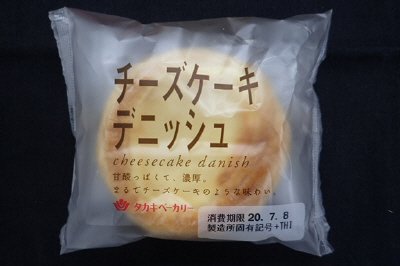 チーズケーキ
デニッシュ
cheesecake danish
甘酸っぱくて、濃厚。
まるでチーズケーキのような味わい。
タカキベーカリー
消費期限 20.7.8
製造所固有記号+THI